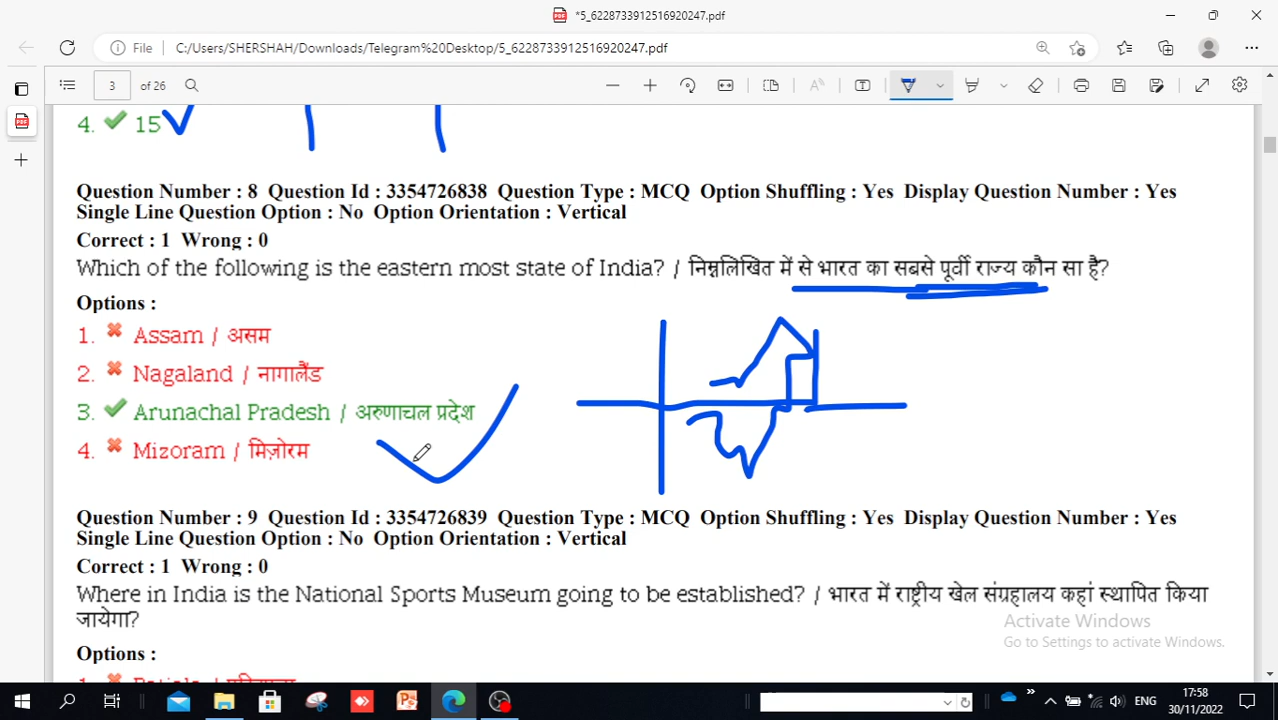 *5_6228733912516920247.pdf
File C:/Users/SHERSHAH/Downloads/Telegram%20Desktop/5_6228733912516920247.pdf
3 of 26
4. 15
Question Number : 8 Question Id : 3354726838 Question Type : MCQ Option Shuffling : Yes Display Question Number : Yes
Single Line Question Option : No Option Orientation : Vertical
Correct : 1 Wrong : 0
Which of the following is the eastern most state of India? / निम्नलिखित में से भारत का सबसे पूर्वी राज्य कौन सा है?
Options :
1. Assam / असम
2. Nagaland / नागालैंड
3. Arunachal Pradesh / अरुणाचल प्रदेश
4. Mizoram / मिज़ोरम
Question Number : 9 Question Id : 3354726839 Question Type : MCQ Option Shuffling : Yes Display Question Number : Yes
Single Line Question Option : No Option Orientation : Vertical
Correct : 1 Wrong : 0
Where in India is the National Sports Museum going to be established? / भारत में राष्ट्रीय खेल संग्रहालय कहां स्थापित किया
जायेगा?
Activate Windows
Go to Settings to activate Windows.
Options :
ENG
17:58
30/11/2022